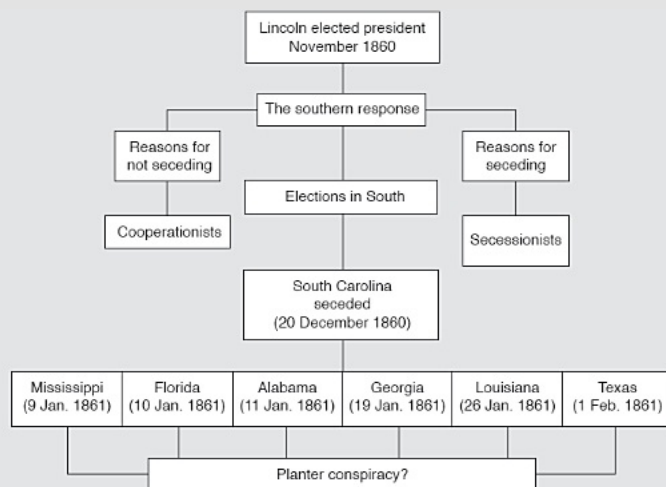 Lincoln elected president
November 1860
The southern response
Reasons for
not seceding
Reasons for
seceding
Elections in South
Cooperationists
Secessionists
South Carolina
seceded
(20 December 1860)
Mississippi
(9 Jan. 1861)
Florida
(10 Jan. 1861)
Alabama
(11 Jan. 1861)
Georgia
(19 Jan. 1861)
Louisiana
(26 Jan. 1861)
Texas
(1 Feb. 1861)
Planter conspiracy?